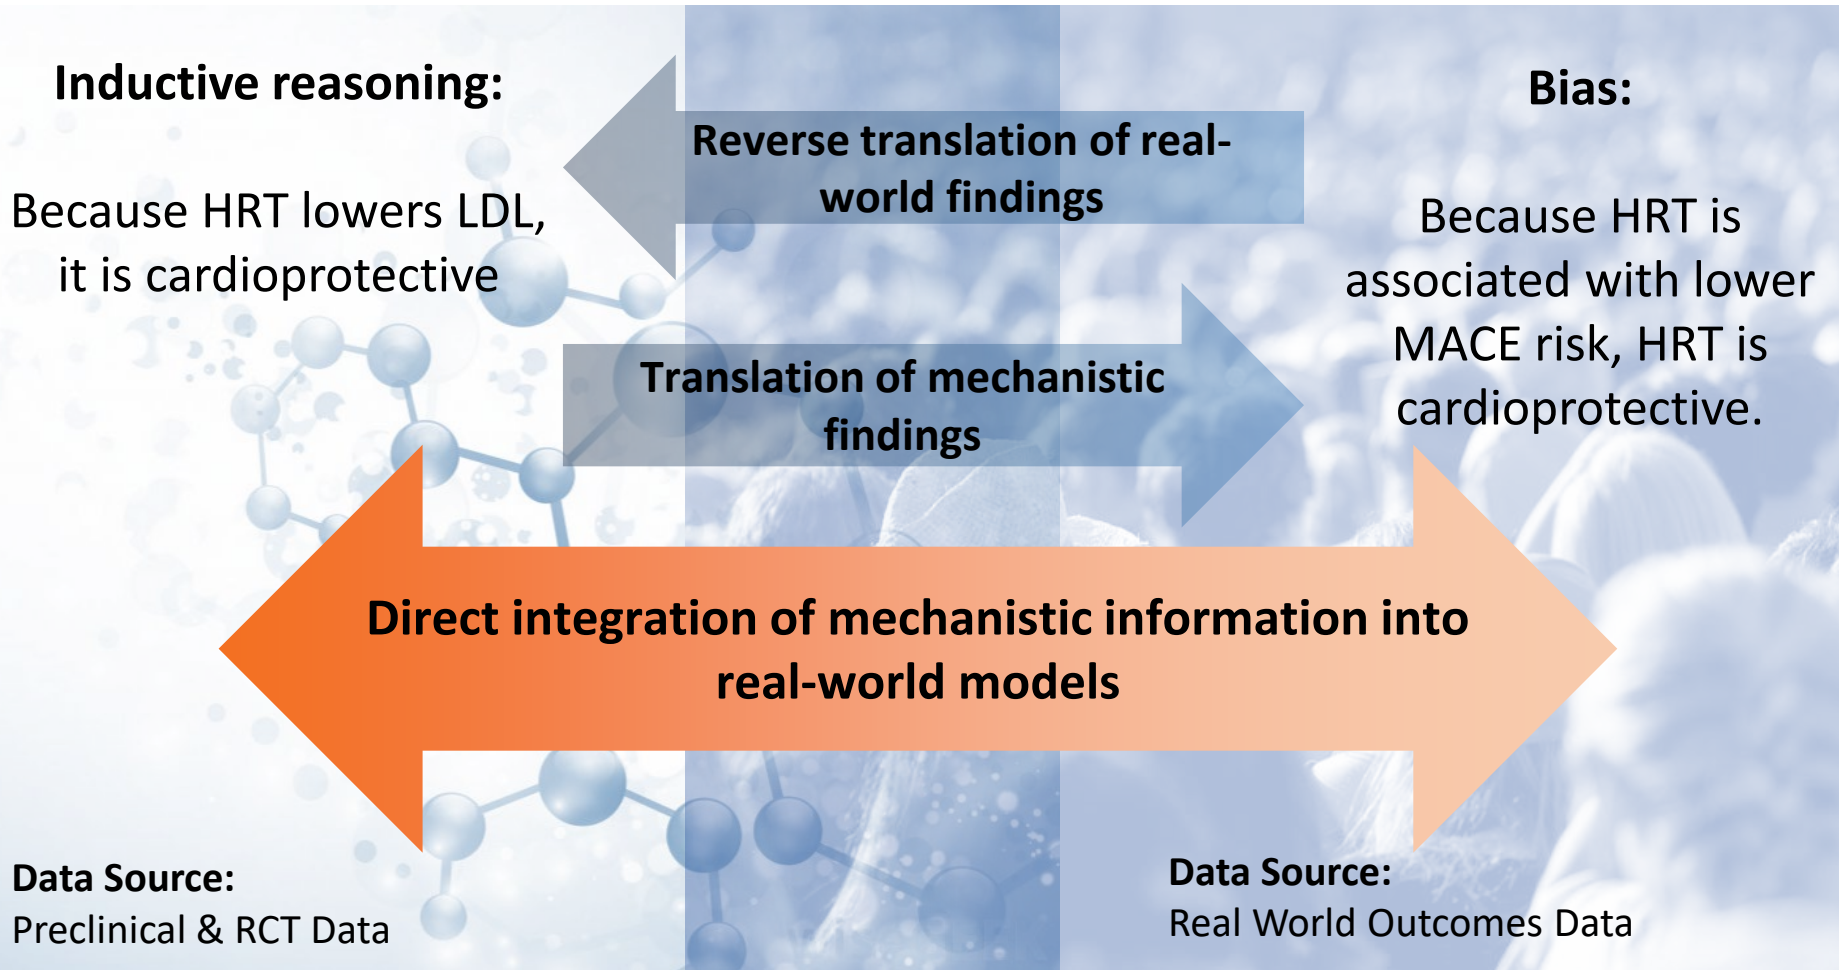 Inductive reasoning:
Because HRT lowers LDL,
it is cardioprotective
Reverse translation of real-
world findings
Translation of mechanistic
findings
Bias:
Because HRT is
associated with lower
MACE risk, HRT is
cardioprotective.
Direct integration of mechanistic information into
real-world models
Data Source:
Preclinical & RCT Data
Data Source:
Real World Outcomes Data